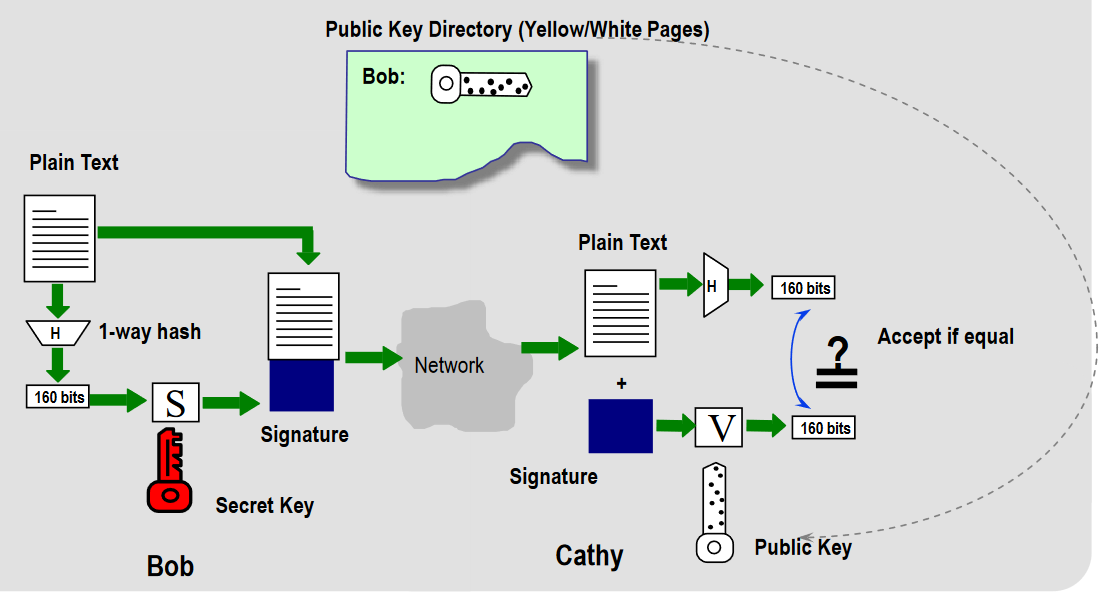 Public Key Directory (Yellow/White Pages)
Bob:
Plain Text
H
1-way hash
160 bits
S
Signature
Secret Key
Bob
Network
Plain Text
H
160 bits
?
Accept if equal
+
V
160 bits
Signature
Cathy
Public Key